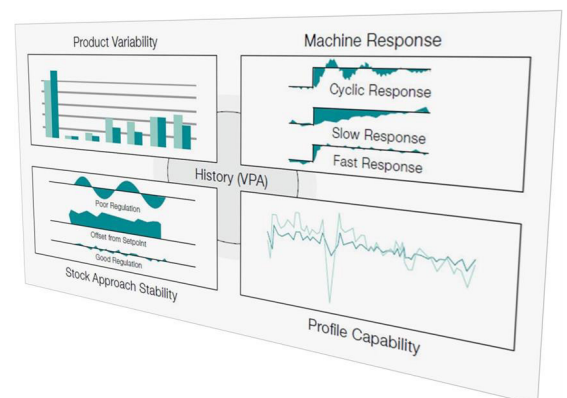 Product Variability
Machine Response
Cyclic Response
Slow Response
Fast Response
History (VPA)
Poor Regulation
Offset from Setpoint
Good Regulation
Stock Approach Stability
Profile Capability